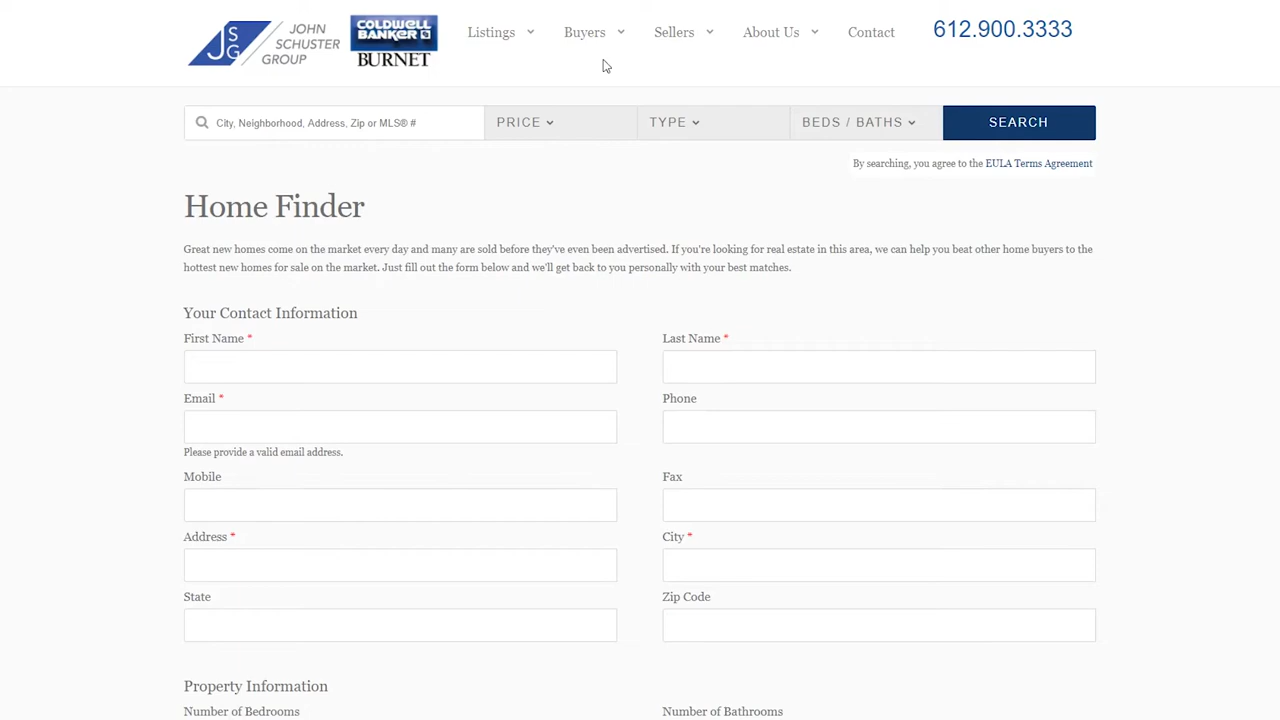 JSG
JOHN
SCHUSTER
GROUP
COLDWELL
BANKER
BURNET
Listings
Buyers
Sellers
About Us
Contact
612.900.3333
City, Neighborhood, Address, Zip or MLS® #
PRICE
TYPE
BEDS / BATHS
SEARCH
By searching, you agree to the EULA Terms Agreement
Home Finder
Great new homes come on the market every day and many are sold before they've even been advertised. If you're looking for real estate in this area, we can help you beat other home buyers to the
hottest new homes for sale on the market. Just fill out the form below and we'll get back to you personally with your best matches.
Your Contact Information
First Name *
Last Name *
Email *
Phone
Please provide a valid email address.
Mobile
Fax
Address *
City *
State
Zip Code
Property Information
Number of Bedrooms
Number of Bathrooms